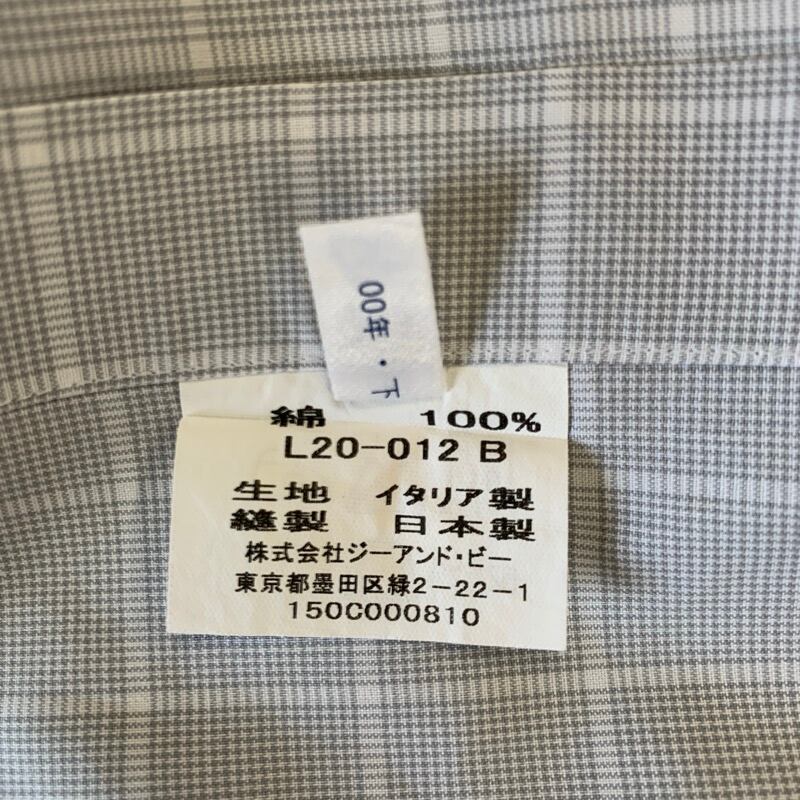 00年・下
綿 100%
L20-012 B
生地 イタリア製
縫製 日本製
株式会社ジーアンド・ビー
東京都墨田区緑2-22-1
150C000810